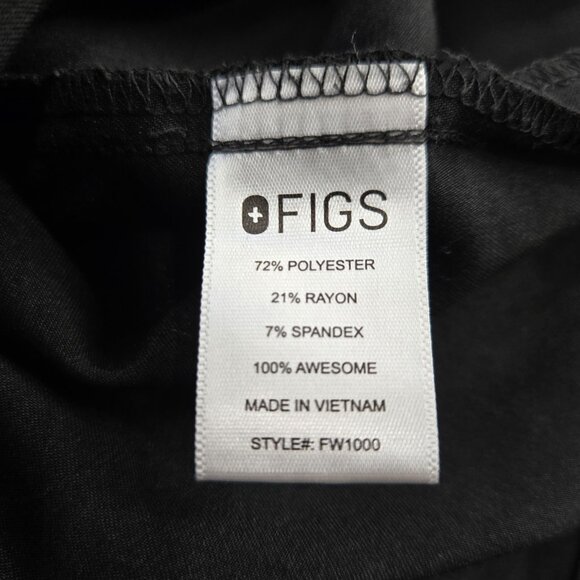 FIGS
72% POLYESTER
21% RAYON
7% SPANDEX
100% AWESOME
MADE IN VIETNAM
STYLE#: FW1000